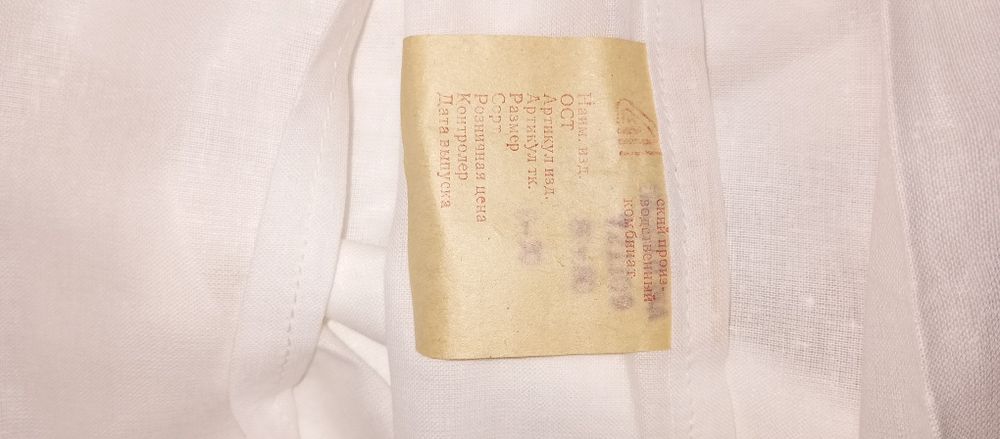 ский произ-
водственный
комбинат
Наим. изд.
ОСТ
Артикул изд.
Артикул тк.
Размер
Сорт
Розничная цена
Контролер
Дата выпуска